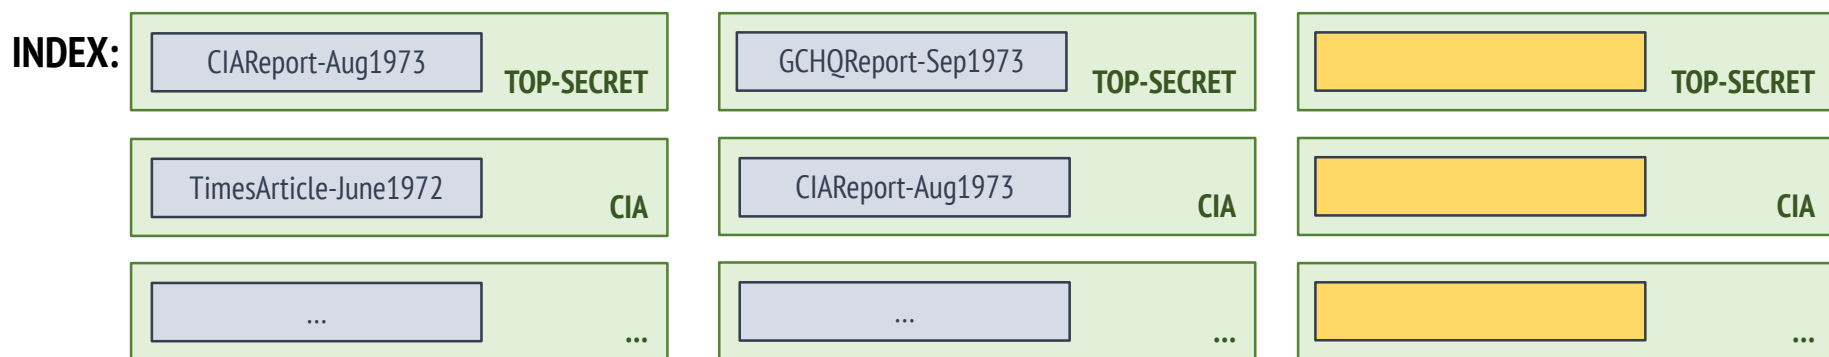 INDEX:
CIAReport-Aug1973 TOP-SECRET
GCHQReport-Sep1973 TOP-SECRET
TOP-SECRET
TimesArticle-June1972 CIA
CIAReport-Aug1973 CIA
CIA
... ...
... ...
...